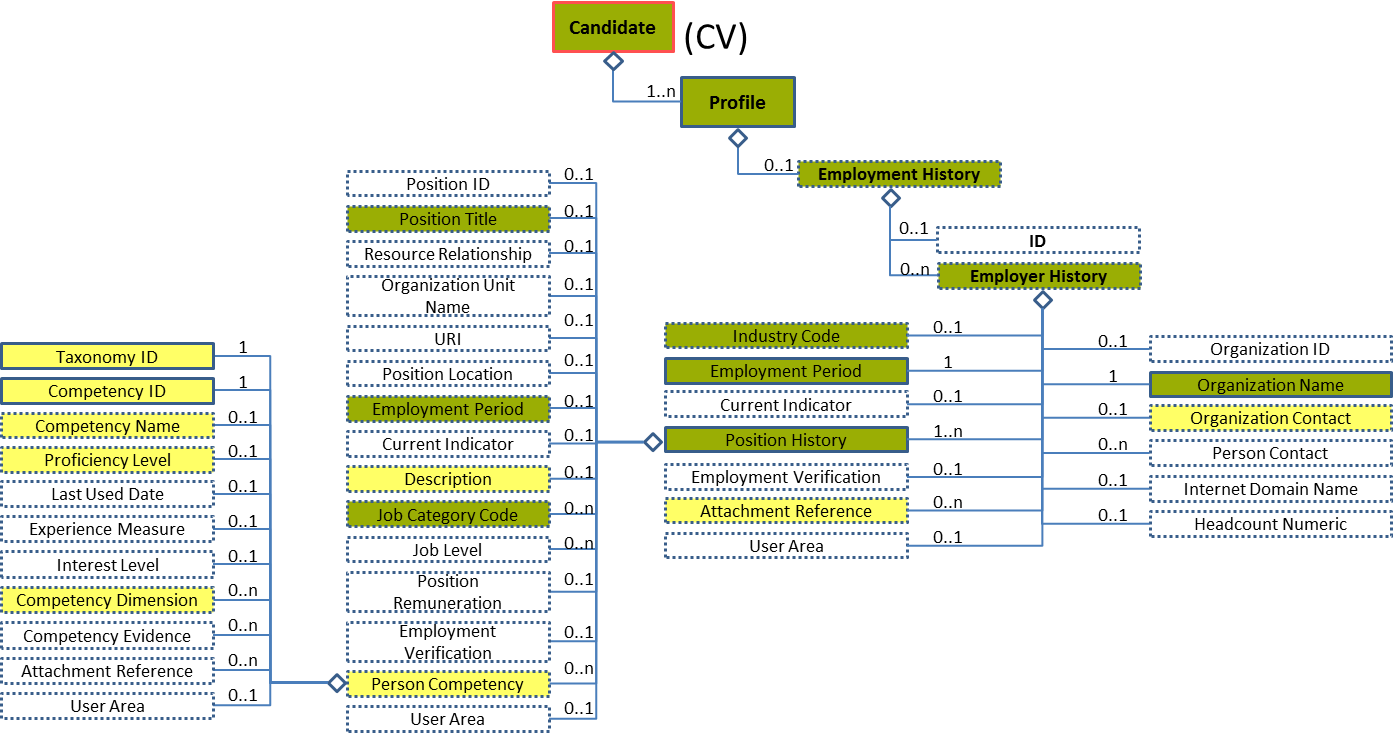 Candidate
(CV)
1..n
Profile
0..1
Employment History
0..1
ID
0..n
Employer History
Industry Code
0..1
Employment Period
1
Current Indicator
0..1
Position History
1..n
Employment Verification
0..1
Attachment Reference
0..n
User Area
0..1
0..1
Organization ID
1
Organization Name
0..1
Organization Contact
0..n
Person Contact
0..1
Internet Domain Name
0..1
Headcount Numeric
Position ID
0..1
Position Title
0..1
Resource Relationship
0..1
Organization Unit
Name
0..1
URI
0..1
Position Location
0..1
Employment Period
0..1
Current Indicator
0..1
Description
0..1
Job Category Code
0..n
Job Level
0..n
Position
Remuneration
0..1
Employment
Verification
0..1
Person Competency
0..n
User Area
0..1
Taxonomy ID
1
Competency ID
1
Competency Name
0..1
Proficiency Level
0..1
Last Used Date
0..1
Experience Measure
0..1
Interest Level
0..1
Competency Dimension
0..n
Competency Evidence
0..n
Attachment Reference
0..n
User Area
0..1